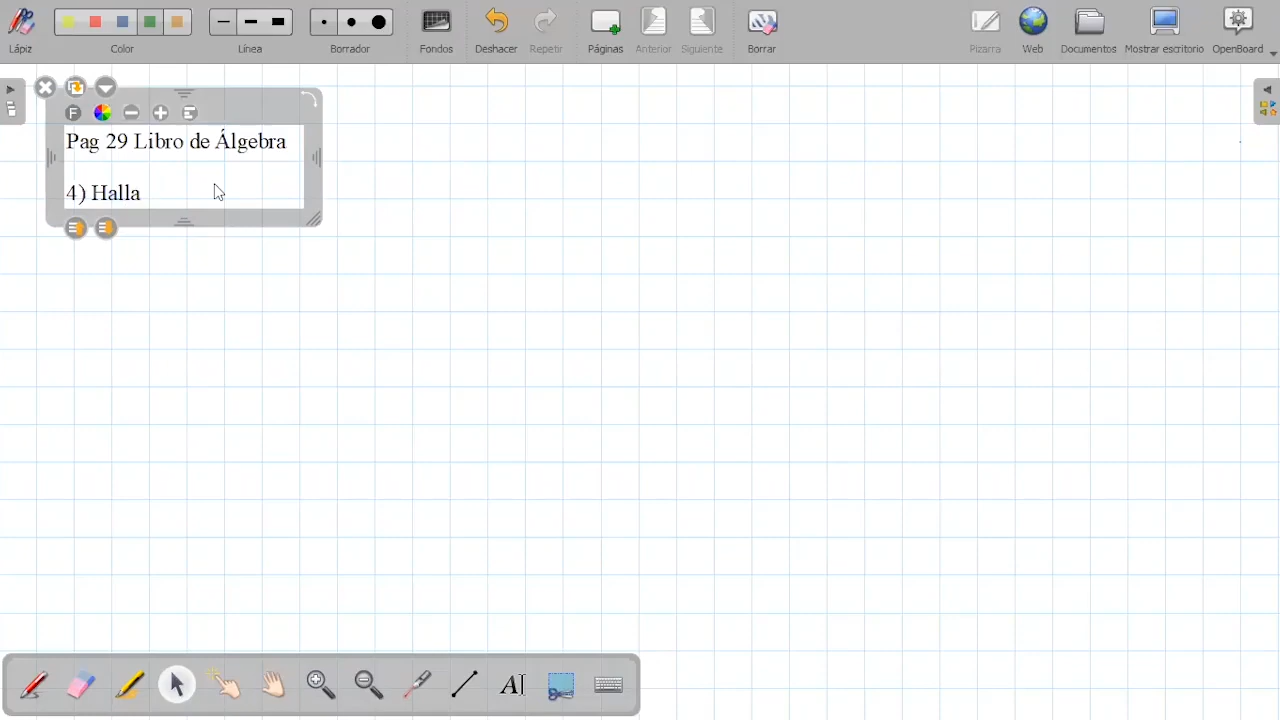 Lápiz
Color
Línea
Borrador
Fondos
Deshacer
Repetir
Páginas
Anterior
Siguiente
Borrar
Pizarra
Web
Documentos
Mostrar escritorio
OpenBoard
F
Pag 29 Libro de Álgebra
4) Halla
AI